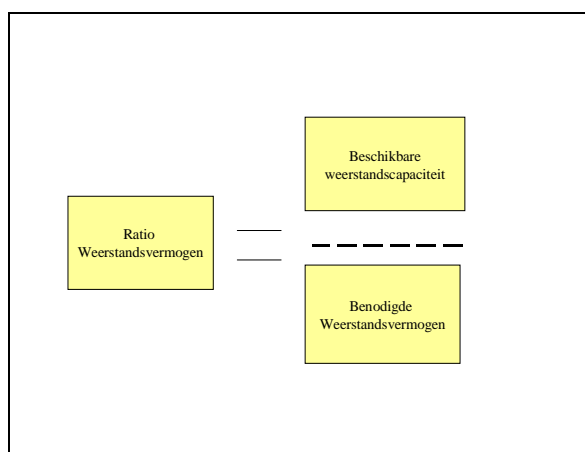 Beschikbare
weerstandscapaciteit
Ratio
Weerstandsvermogen
Benodigde
Weerstandsvermogen